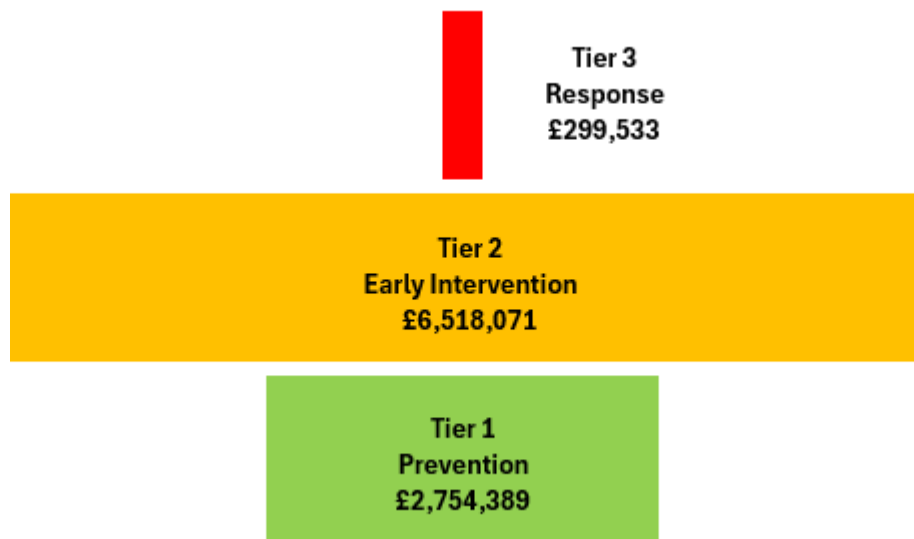 Tier 3
Response
£299,533
Tier 2
Early Intervention
£6,518,071
Tier 1
Prevention
£2,754,389